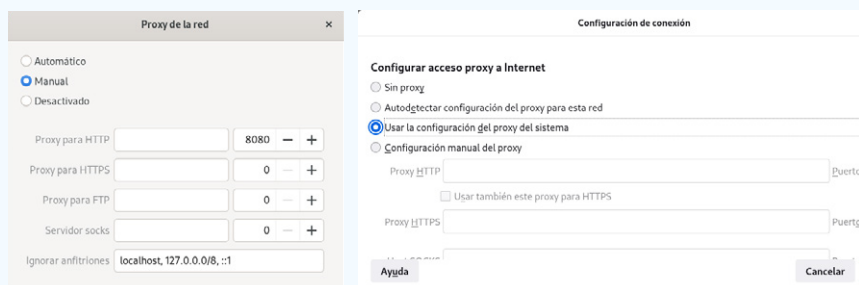 Proxy de la red
×
Automático
Manual
Desactivado
Proxy para HTTP 8080 − +
Proxy para HTTPS 0 − +
Proxy para FTP 0 − +
Servidor socks 0 − +
Ignorar anfitriones localhost, 127.0.0.0/8, ::1
Configuración de conexión
Configurar acceso proxy a Internet
Sin proxy
Autodetectar configuración del proxy para esta red
Usar la configuración del proxy del sistema
Configuración manual del proxy
Proxy HTTP Puerto
Usar también este proxy para HTTPS
Proxy HTTPS Puerto
Ayuda Cancelar